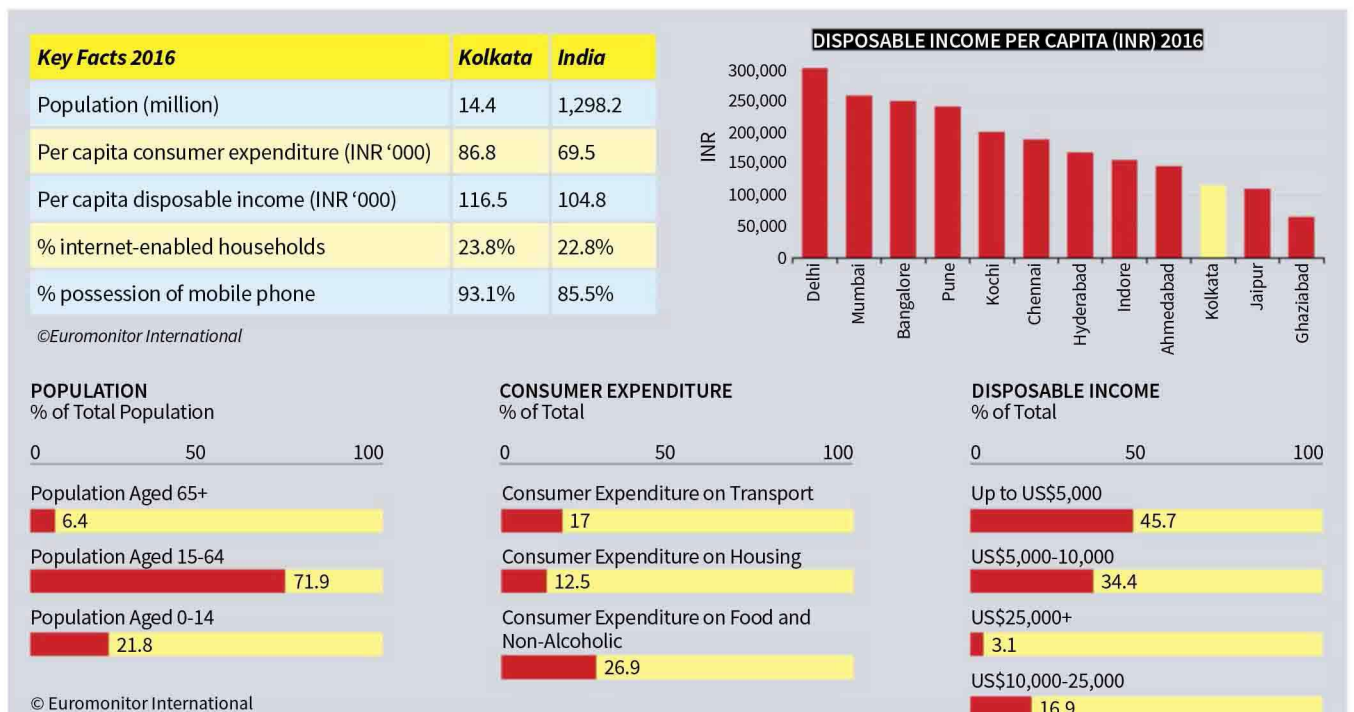 Key Facts 2016 Kolkata India
Population (million) 14.4 1,298.2
Per capita consumer expenditure (INR ‘000) 86.8 69.5
Per capita disposable income (INR ‘000) 116.5 104.8
% internet-enabled households 23.8% 22.8%
% possession of mobile phone 93.1% 85.5%
©Euromonitor International
DISPOSABLE INCOME PER CAPITA (INR) 2016
INR
300,000
250,000
200,000
150,000
100,000
50,000
0
Delhi
Mumbai
Bangalore
Pune
Kochi
Chennai
Hyderabad
Indore
Ahmedabad
Kolkata
Jaipur
Ghaziabad
POPULATION
% of Total Population
0 50 100
Population Aged 65+
6.4
Population Aged 15-64
71.9
Population Aged 0-14
21.8
© Euromonitor International
CONSUMER EXPENDITURE
% of Total
0 50 100
Consumer Expenditure on Transport
17
Consumer Expenditure on Housing
12.5
Consumer Expenditure on Food and
Non-Alcoholic
26.9
DISPOSABLE INCOME
% of Total
0 50 100
Up to US$5,000
45.7
US$5,000-10,000
34.4
US$25,000+
3.1
US$10,000-25,000
16.9